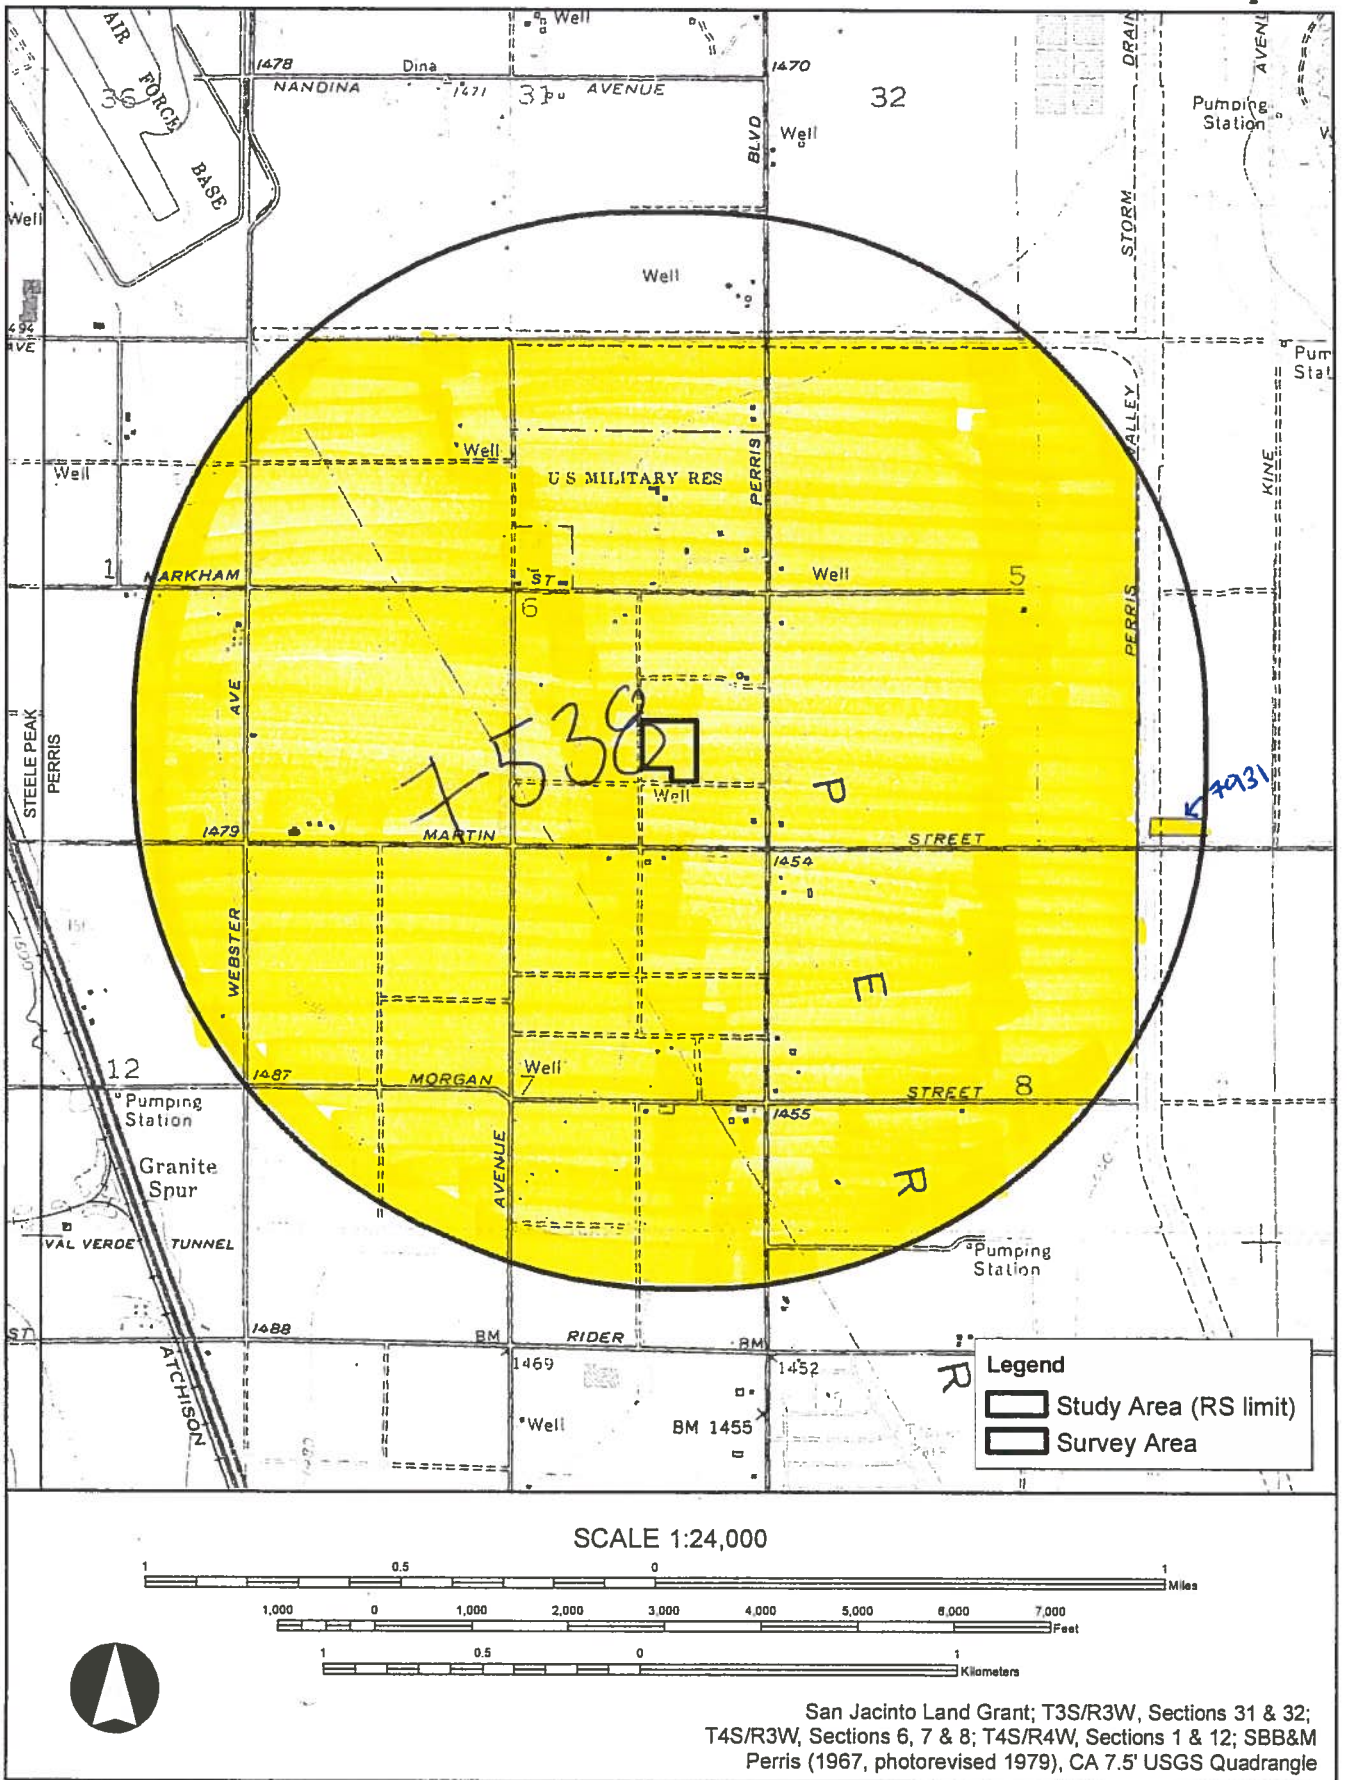 Well
AIR
FORCE
BASE
36
1478
Dina
NANDINA
1471
31
AVENUE
1470
32
DRAIN
AVENU
Pumping
Station
BLVD
Well
STORM
Well
Well
494
AVE
Pum
Stat
VALLEY
Well
Well
U S MILITARY RES
PERRIS
KINE
1
MARKHAM
ST
6
Well
5
PERRIS
AVE
STEELE PEAK
PERRIS
7538
Well
P
7931
1479
MARTIN
STREET
1454
WEBSTER
E
12
1487
MORGAN
Well
7
STREET
8
1455
Pumping
Station
Granite
Spur
AVENUE
R
VAL VERDE
TUNNEL
Pumping
Station
ST
1488
BM
RIDER
BM
1469
1452
R
ATCHISON
Well
BM 1455
Legend
Study Area (RS limit)
Survey Area
SCALE 1:24,000
1 0.5 0 1
Miles
1,000 0 1,000 2,000 3,000 4,000 5,000 6,000 7,000
Feet
1 0.5 0 1
Kilometers
San Jacinto Land Grant; T3S/R3W, Sections 31 & 32;
T4S/R3W, Sections 6, 7 & 8; T4S/R4W, Sections 1 & 12; SBB&M
Perris (1967, photorevised 1979), CA 7.5' USGS Quadrangle